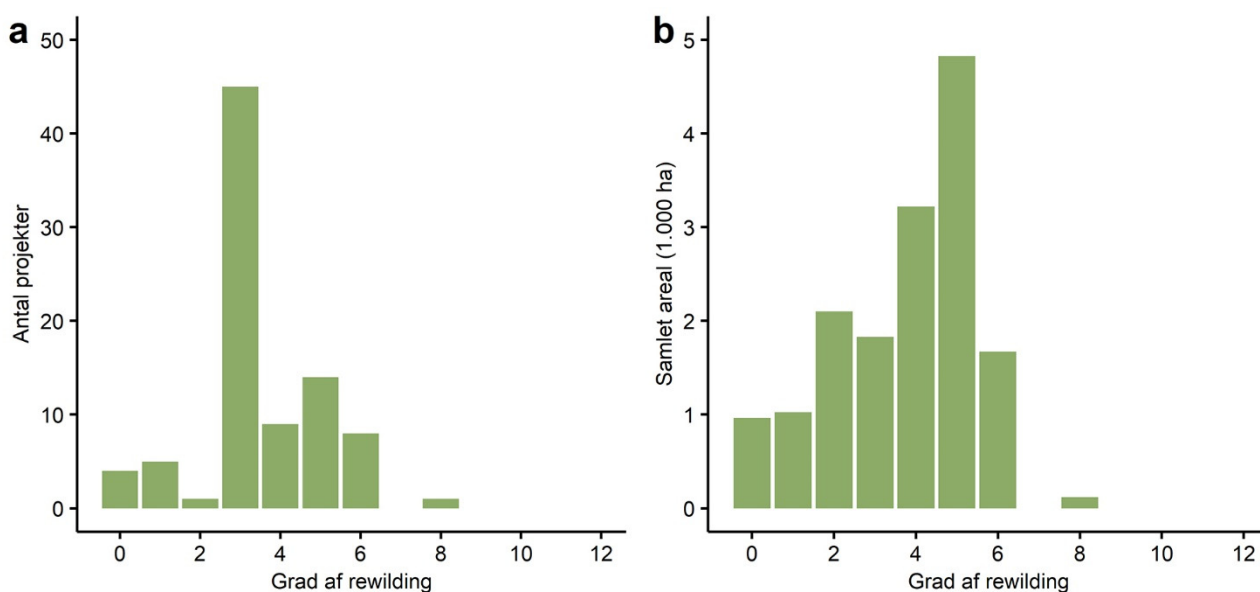 a
50
40
30
20
10
0
Antal projekter
0 2 4 6 8 10 12
Grad af rewilding
b
5
4
3
2
1
0
Samlet areal (1.000 ha)
0 2 4 6 8 10 12
Grad af rewilding